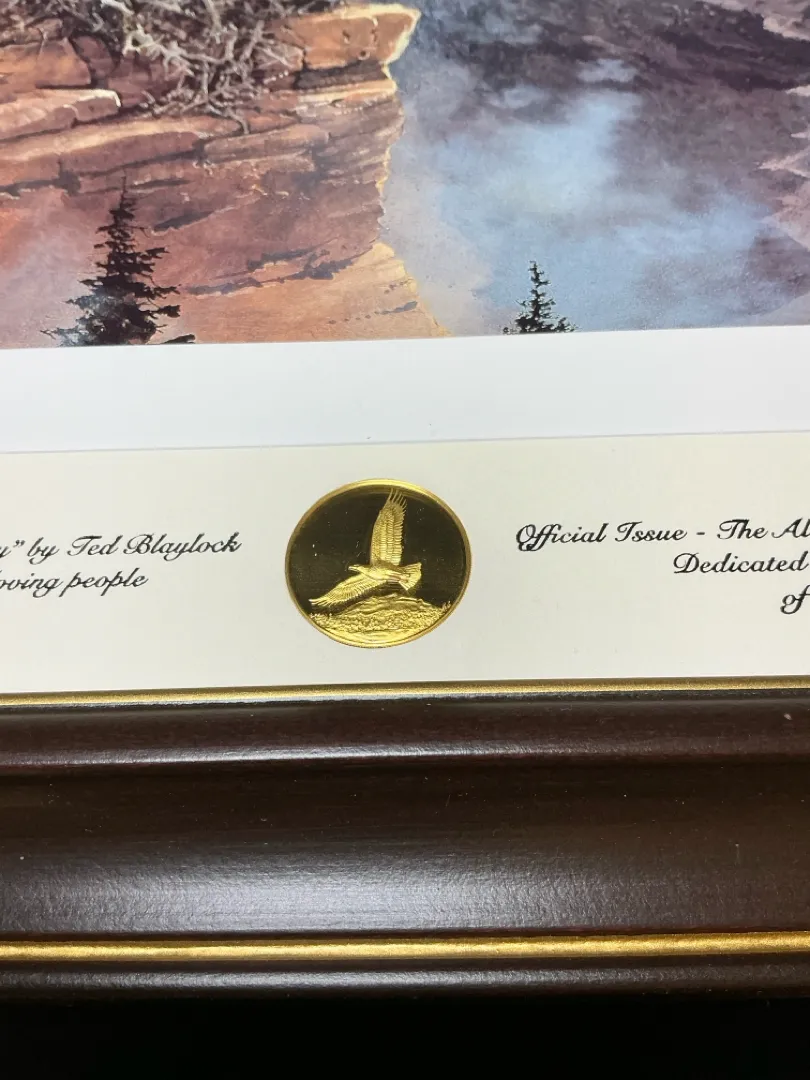 y” by Ted Blaylock
loving people
Official Issue - The Al
Dedicated
of